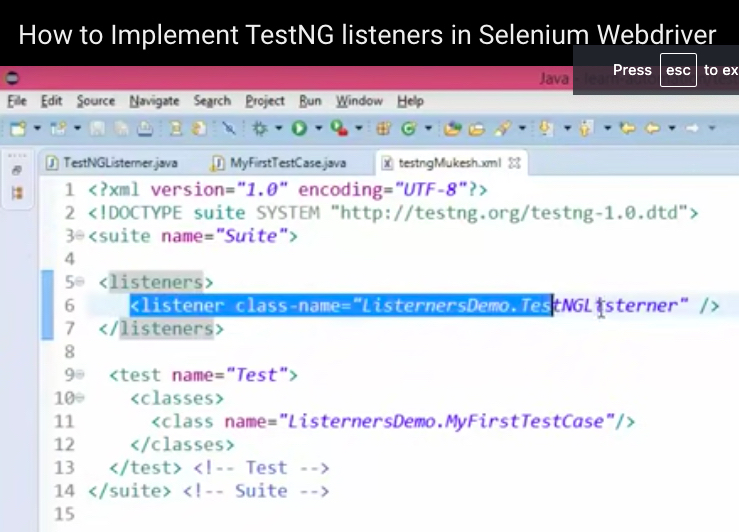 How to Implement TestNG listeners in Selenium Webdriver
Press esc to ex
Java
File Edit Source Navigate Search Project Run Window Help
TestNGListerner.java MyFirstTestCase.java testngMukesh.xml
1 <?xml version="1.0" encoding="UTF-8"?>
2 <!DOCTYPE suite SYSTEM "http://testng.org/testng-1.0.dtd">
3 <suite name="Suite">
4
5 <listeners>
6 <listener class-name="ListernersDemo.TestNGListerner" />
7 </listeners>
8
9 <test name="Test">
10 <classes>
11 <class name="ListernersDemo.MyFirstTestCase"/>
12 </classes>
13 </test> <!-- Test -->
14 </suite> <!-- Suite -->
15